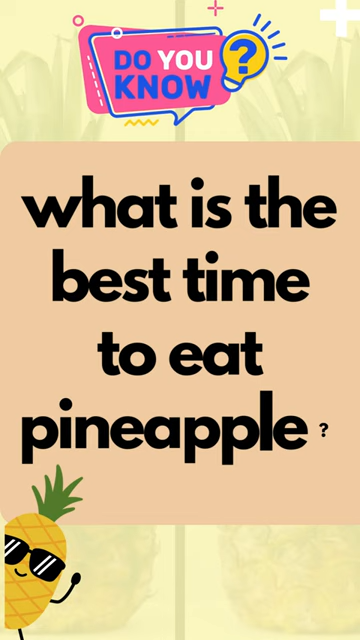 DO YOU
KNOW ?
what is the
best time
to eat
pineapple ?